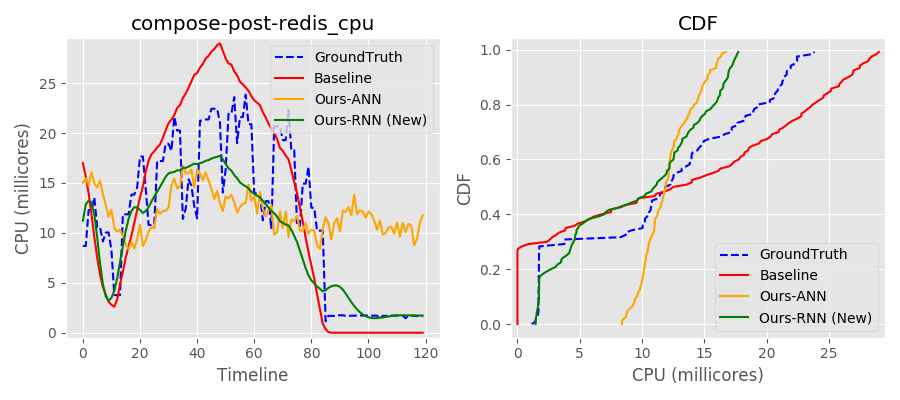 compose-post-redis_cpu
CPU (millicores)
25
20
15
10
5
0
0 20 40 60 80 100 120
Timeline
GroundTruth
Baseline
Ours-ANN
Ours-RNN (New)
CDF
CDF
1.0
0.8
0.6
0.4
0.2
0.0
0 5 10 15 20 25
CPU (millicores)
GroundTruth
Baseline
Ours-ANN
Ours-RNN (New)